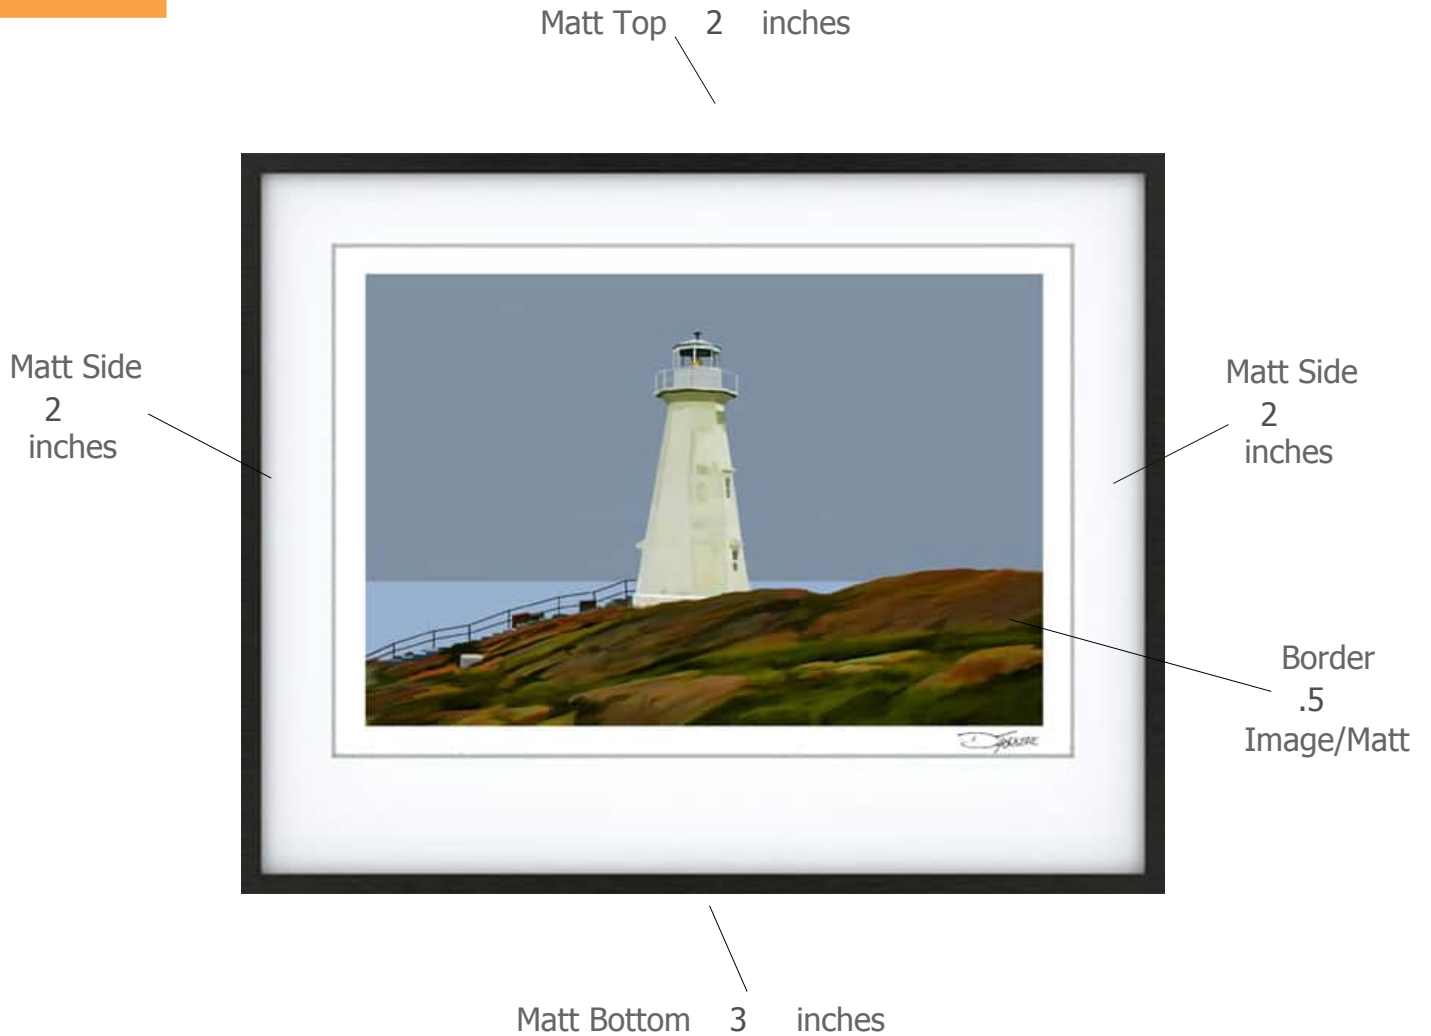 Matt Top 2 inches
Matt Side
2
inches
Matt Side
2
inches
Border
.5
Image/Matt
Matt Bottom 3 inches